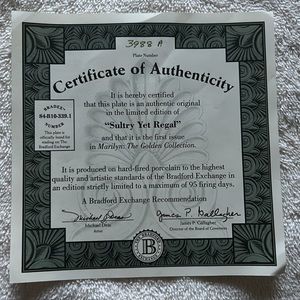 3988 A
Plate Number
Certificate of Authenticity
BRADEX®
NUMBER
84-B10-339.1
This plate is
officially listed for
trading on The
Bradford Exchange
It is hereby certified
that this plate is an authentic original
in the limited edition of
"Sultry Yet Regal"
and that it is the first issue in
Marilyn: The Golden Collection.
It is produced on hard-fired porcelain to the highest
quality and artistic standards of the Bradford Exchange in
an edition strictly limited to a maximum of 95 firing days.
A Bradford Exchange Recommendation
Michael Deas
Michael Deas
Artist
James P. Gallagher
James P. Gallagher
Director of the Board of Governors
B